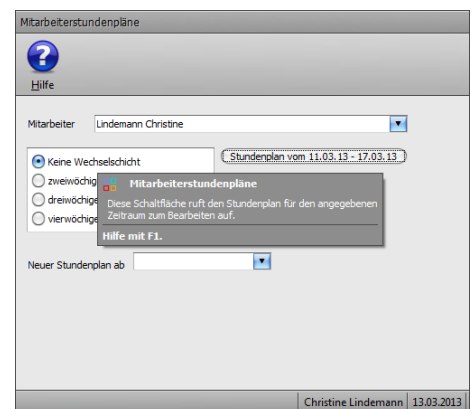 Mitarbeiterstundenpläne
Hilfe
Mitarbeiter Lindemann Christine
Keine Wechselschicht
Stundenplan vom 11.03.13 - 17.03.13
zweiwöchig
dreiwöchige
vierwöchige
Mitarbeiterstundenpläne
Diese Schaltfläche ruft den Stundenplan für den angegebenen
Zeitraum zum Bearbeiten auf.
Hilfe mit F1.
Neuer Stundenplan ab
Christine Lindemann 13.03.2013